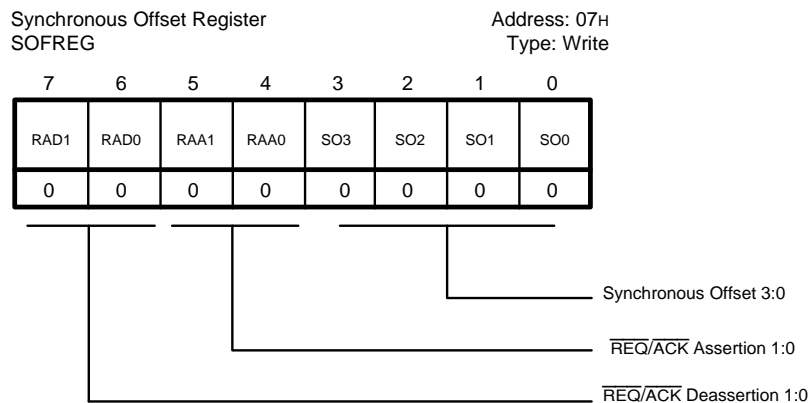 Synchronous Offset Register Address: 07H
SOFREG Type: Write
7 6 5 4 3 2 1 0
RAD1 RAD0 RAA1 RAA0 SO3 SO2 SO1 SO0
0 0 0 0 0 0 0 0
Synchronous Offset 3:0
REQ/ACK Assertion 1:0
REQ/ACK Deassertion 1:0